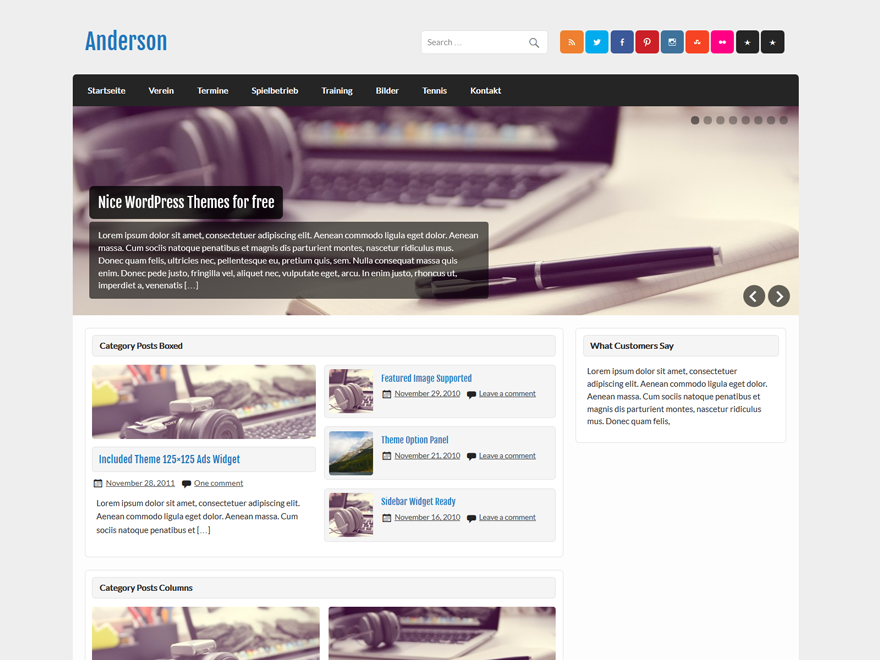 Anderson
Search ...
Startseite Verein Termine Spielbetrieb Training Bilder Tennis Kontakt
Nice WordPress Themes for free
Lorem ipsum dolor sit amet, consectetuer adipiscing elit. Aenean commodo ligula eget dolor. Aenean
massa. Cum sociis natoque penatibus et magnis dis parturient montes, nascetur ridiculus mus.
Donec quam felis, ultricies nec, pellentesque eu, pretium quis, sem. Nulla consequat massa quis
enim. Donec pede justo, fringilla vel, aliquet nec, vulputate eget, arcu. In enim justo, rhoncus ut,
imperdiet a, venenatis [...]
Category Posts Boxed
Included Theme 125×125 Ads Widget
November 28, 2011 One comment
Lorem ipsum dolor sit amet, consectetuer adipiscing elit.
Aenean commodo ligula eget dolor. Aenean massa. Cum
sociis natoque penatibus et [...]
Featured Image Supported
November 29, 2010 Leave a comment
Theme Option Panel
November 21, 2010 Leave a comment
Sidebar Widget Ready
November 16, 2010 Leave a comment
What Customers Say
Lorem ipsum dolor sit amet, consectetuer
adipiscing elit. Aenean commodo ligula eget dolor.
Aenean massa. Cum sociis natoque penatibus et
magnis dis parturient montes, nascetur ridiculus
mus. Donec quam felis,
Category Posts Columns